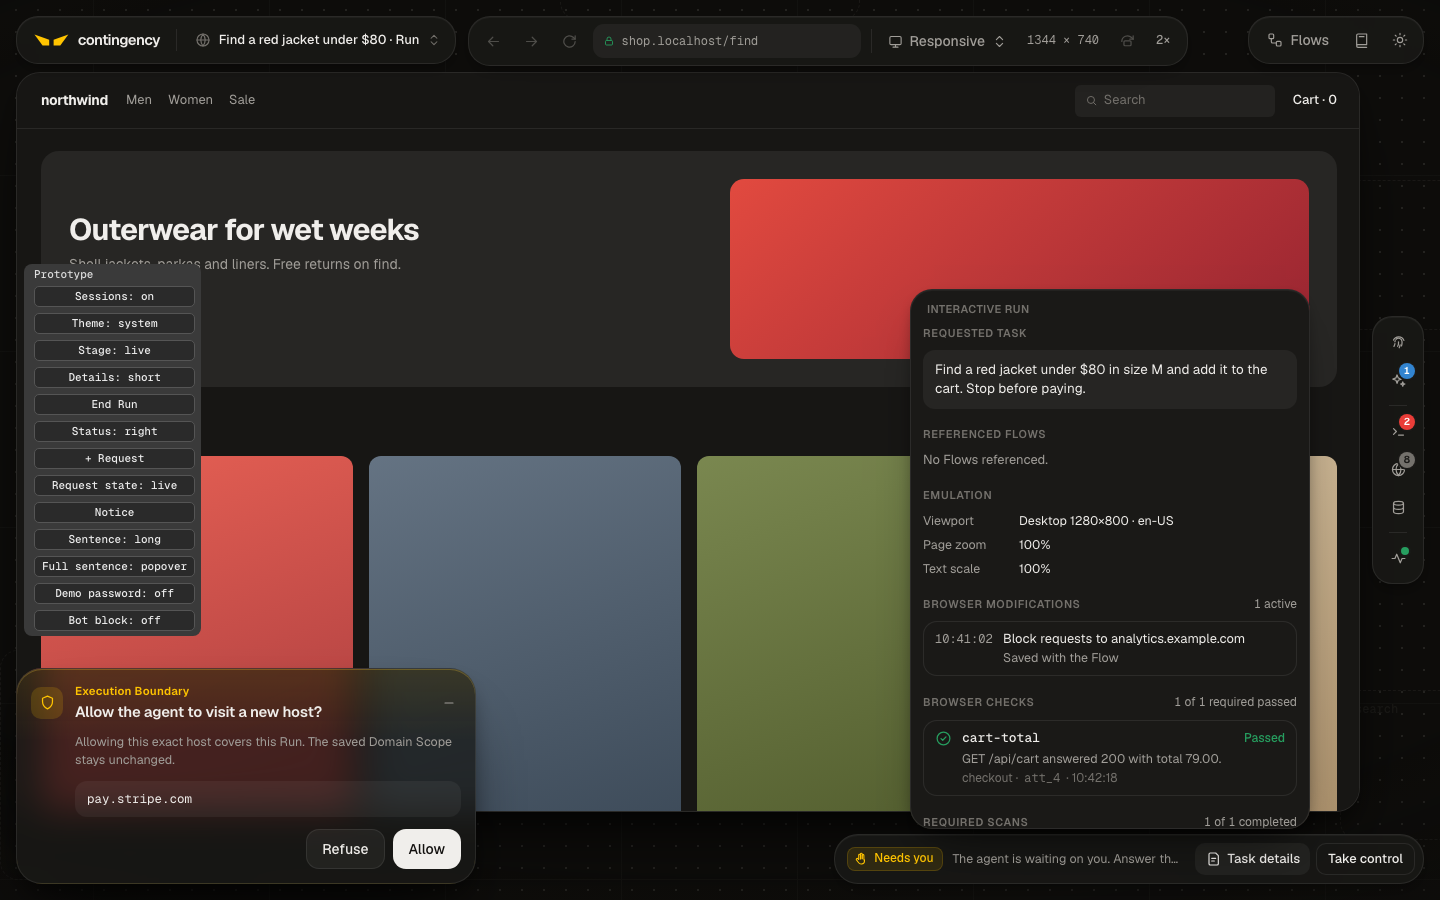 contingency
Find a red jacket under $80 · Run
shop.localhost/find
Responsive
1344 × 740
2×
Flows
northwind
Men
Women
Sale
Search
Cart · 0
Outerwear for wet weeks
Shell jackets, parkas and liners. Free returns on find.
Prototype
Sessions: on
Theme: system
Stage: live
Details: short
End Run
Status: right
+ Request
Request state: live
Notice
Sentence: long
Full sentence: popover
Demo password: off
Bot block: off
INTERACTIVE RUN
REQUESTED TASK
Find a red jacket under $80 in size M and add it to the
cart. Stop before paying.
REFERENCED FLOWS
No Flows referenced.
EMULATION
Viewport Desktop 1280×800 · en-US
Page zoom 100%
Text scale 100%
BROWSER MODIFICATIONS 1 active
10:41:02 Block requests to analytics.example.com
Saved with the Flow
BROWSER CHECKS 1 of 1 required passed
cart-total Passed
GET /api/cart answered 200 with total 79.00.
checkout · att_4 · 10:42:18
REQUIRED SCANS 1 of 1 completed
1
2
8
Execution Boundary
Allow the agent to visit a new host?
Allowing this exact host covers this Run. The saved Domain Scope
stays unchanged.
pay.stripe.com
Refuse
Allow
Needs you
The agent is waiting on you. Answer th...
Task details
Take control